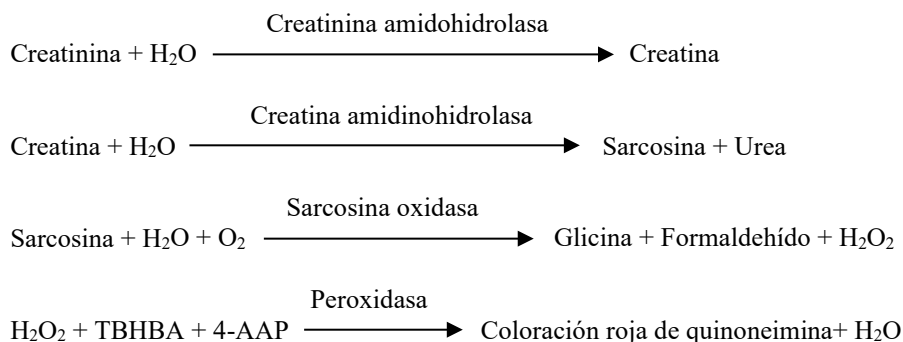 Creatinina amidohidrolasa
Creatinina + H₂O Creatina
Creatina amidinohidrolasa
Creatina + H₂O Sarcosina + Urea
Sarcosina oxidasa
Sarcosina + H₂O + O₂ Glicina + Formaldehído + H₂O₂
Peroxidasa
H₂O₂ + TBHBA + 4-AAP Coloración roja de quinoneimina+ H₂O